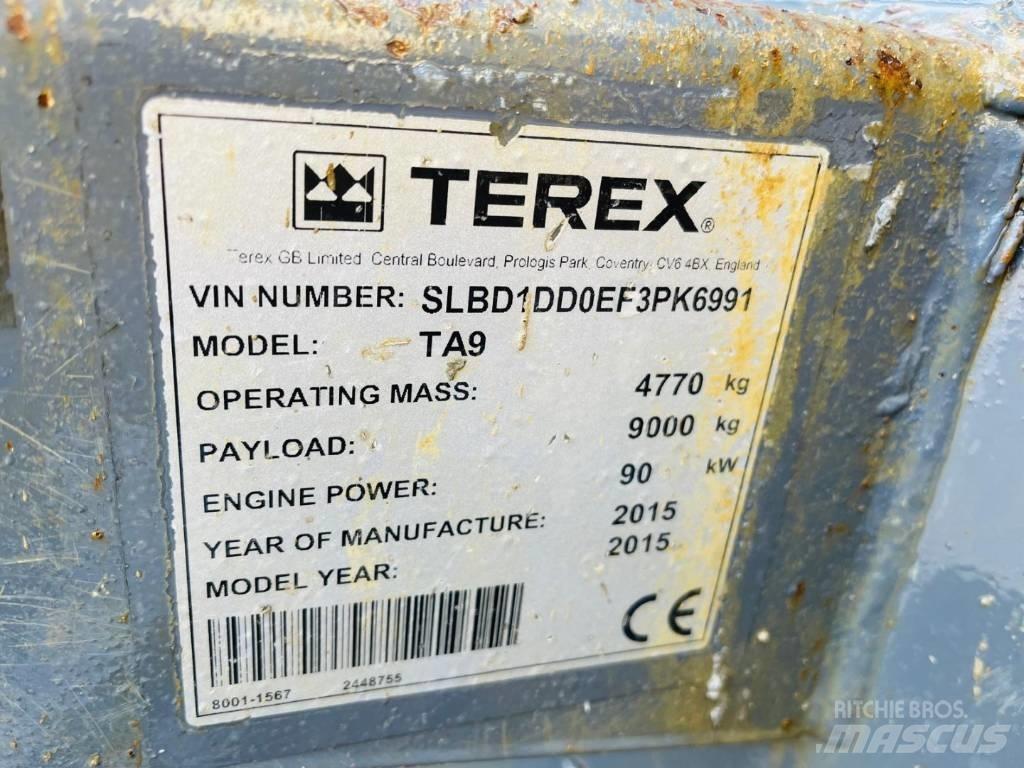 TEREX®
Terex GB Limited, Central Boulevard, Prologis Park, Coventry, CV6 4BX, England
VIN NUMBER: SLBD1DD0EF3PK6991
MODEL: TA9
OPERATING MASS: 4770 kg
PAYLOAD: 9000 kg
ENGINE POWER: 90 kW
YEAR OF MANUFACTURE: 2015
MODEL YEAR: 2015
CE
8001-1567 2448755
RITCHIE BROS.
MASCUS